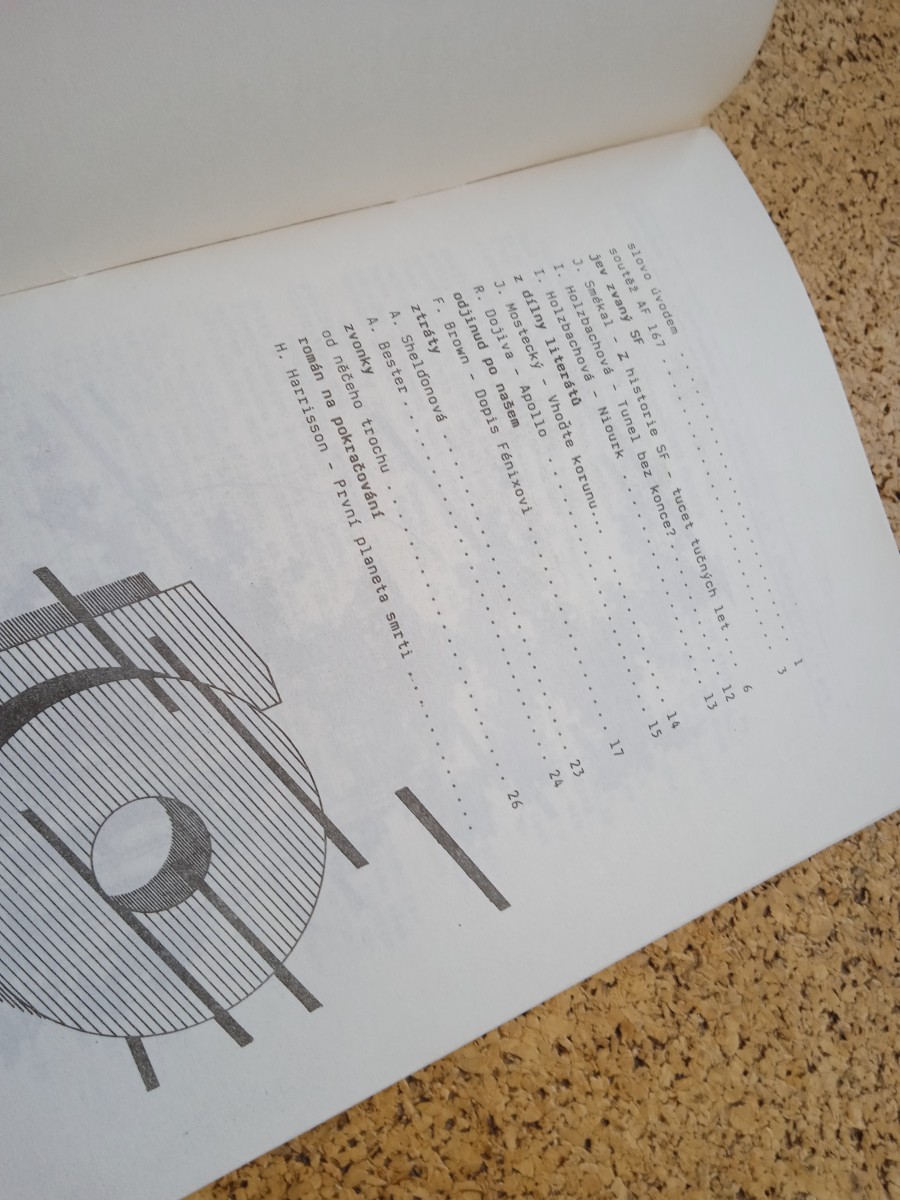 slovo úvodem . . . . . . . . . . . . . . . . . . . . 1
soutěž AF 167 . . . . . . . . . . . . . . . . . . . 3
jev zvaný SF
J. Smékal - Z historie SF - tucet tučných let . . 6
I. Holzbachová - Tunel bez konce? . . . . . . . . 12
I. Holzbachová - Niourk . . . . . . . . . . . . . 13
z dílny literátů
J. Mostecký - Vhoďte korunu... . . . . . . . . . 14
R. Dojiva - Apollo . . . . . . . . . . . . . . . . 15
odjinud po našem
F. Brown - Dopis Fénixovi . . . . . . . . . . . . 17
ztráty
A. Sheldonová . . . . . . . . . . . . . . . . . . . 23
A. Bester . . . . . . . . . . . . . . . . . . . . . 24
zvonky
od něčeho trochu . . . . . . . . . . . . . . . . . 26
román na pokračování
H. Harrisson - První planeta smrti . . . . . . . .